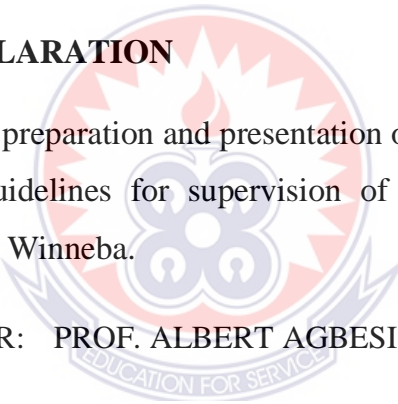 LARATION
preparation and presentation o
uidelines for supervision of
Winneba.
R: PROF. ALBERT AGBESI
EDUCATION FOR SERVICE